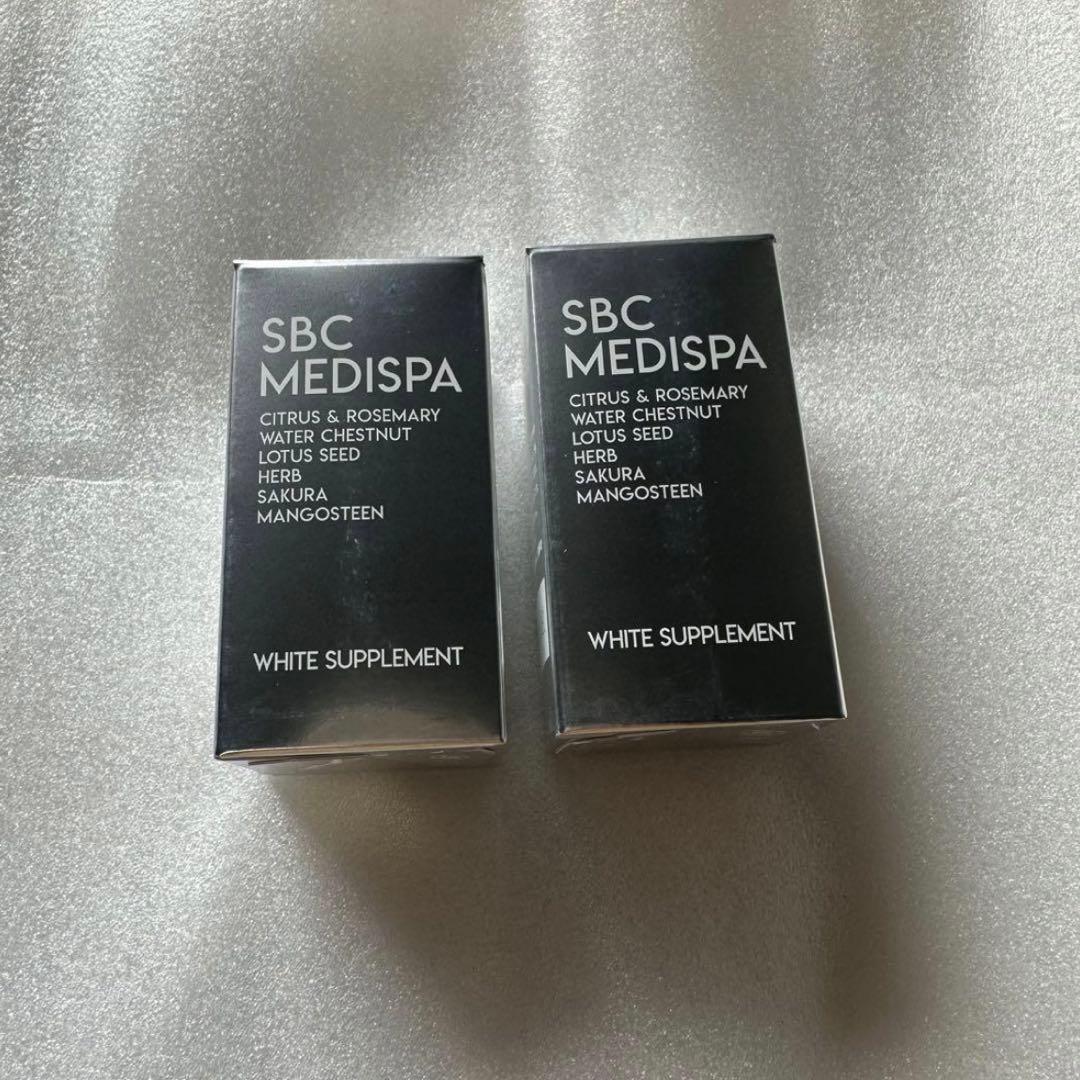 SBC
MEDISPA
CITRUS & ROSEMARY
WATER CHESTNUT
LOTUS SEED
HERB
SAKURA
MANGOSTEEN
WHITE SUPPLEMENT
SBC
MEDISPA
CITRUS & ROSEMARY
WATER CHESTNUT
LOTUS SEED
HERB
SAKURA
MANGOSTEEN
WHITE SUPPLEMENT